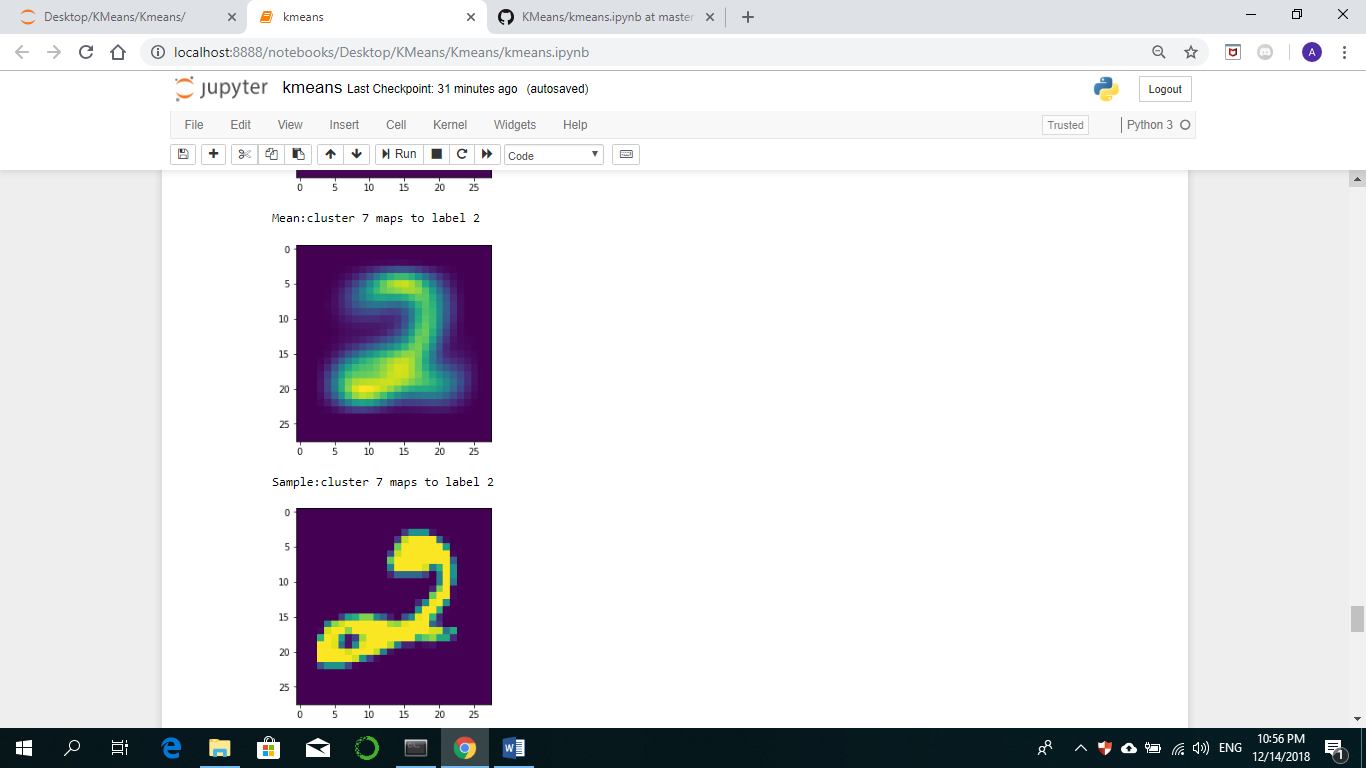 Desktop/KMeans/Kmeans/
kmeans
KMeans/kmeans.ipynb at master
localhost:8888/notebooks/Desktop/KMeans/Kmeans/kmeans.ipynb
A
jupyter kmeans Last Checkpoint: 31 minutes ago (autosaved)
Logout
File Edit View Insert Cell Kernel Widgets Help
Trusted
Python 3
Run
Code
0 5 10 15 20 25
Mean:cluster 7 maps to label 2
0
5
10
15
20
25
0 5 10 15 20 25
Sample:cluster 7 maps to label 2
0
5
10
15
20
25
0 5 10 15 20 25
ENG
10:56 PM
12/14/2018
1